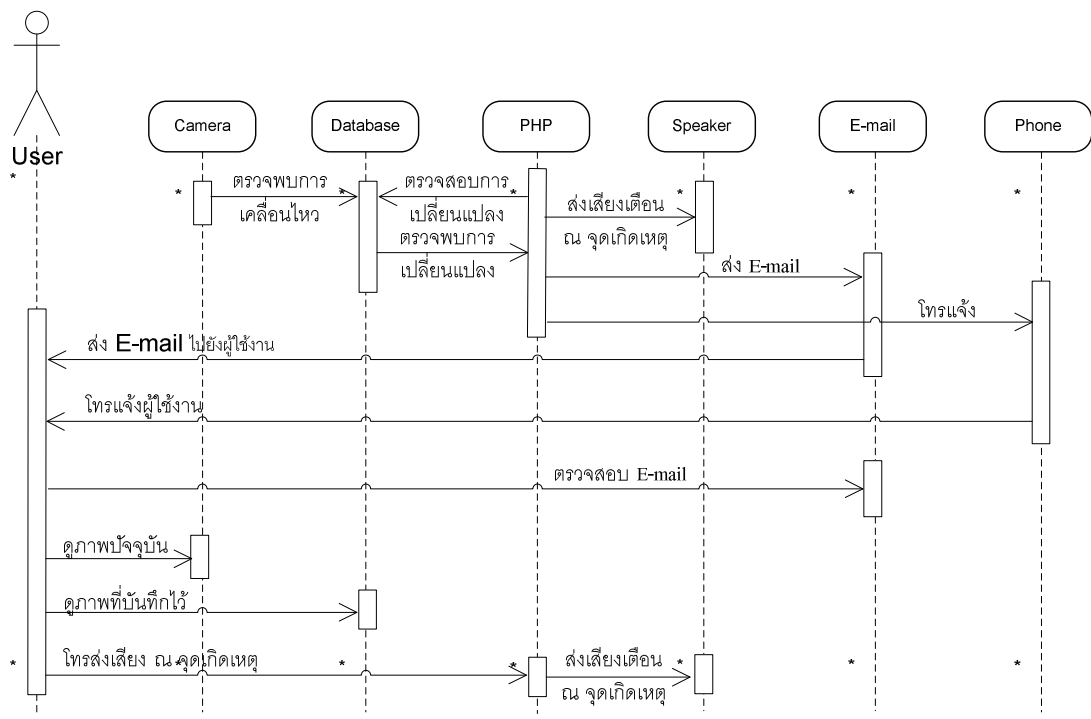 Camera
Database
PHP
Speaker
E-mail
Phone
User
* * * * * * *
ตรวจพบการ
เคลื่อนไหว
ตรวจสอบการ
เปลี่ยนแปลง
ส่งเสียงเตือน
ณ จุดเกิดเหตุ
ตรวจพบการ
เปลี่ยนแปลง
ส่ง E-mail
โทรแจ้ง
ส่ง E-mail ไปยังผู้ใช้งาน
โทรแจ้งผู้ใช้งาน
ตรวจสอบ E-mail
ดูภาพปัจจุบัน
ดูภาพที่บันทึกไว้
* * * * * * *
โทรส่งเสียง ณ จุดเกิดเหตุ
ส่งเสียงเตือน
ณ จุดเกิดเหตุ